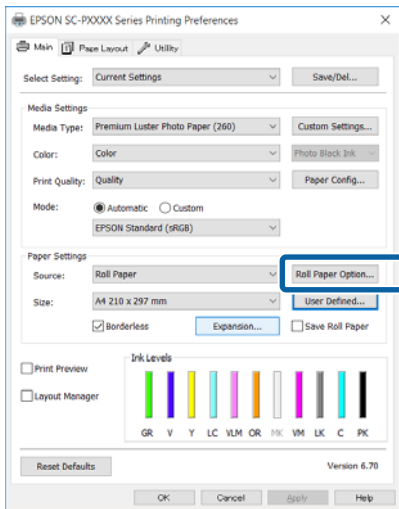 EPSON SC-PXXXX Series Printing Preferences
Main Page Layout Utility
Select Setting: Current Settings Save/Del...
Media Settings
Media Type: Premium Luster Photo Paper (260) Custom Settings...
Color: Color Photo Black Ink
Print Quality: Quality Paper Config...
Mode: Automatic Custom
EPSON Standard (sRGB)
Paper Settings
Source: Roll Paper Roll Paper Option...
Size: A4 210 x 297 mm User Defined...
Borderless Expansion... Save Roll Paper
Print Preview
Layout Manager
Ink Levels
GR V Y LC VLM OR MK VM LK C PK
Reset Defaults Version 6.70
OK Cancel Apply Help